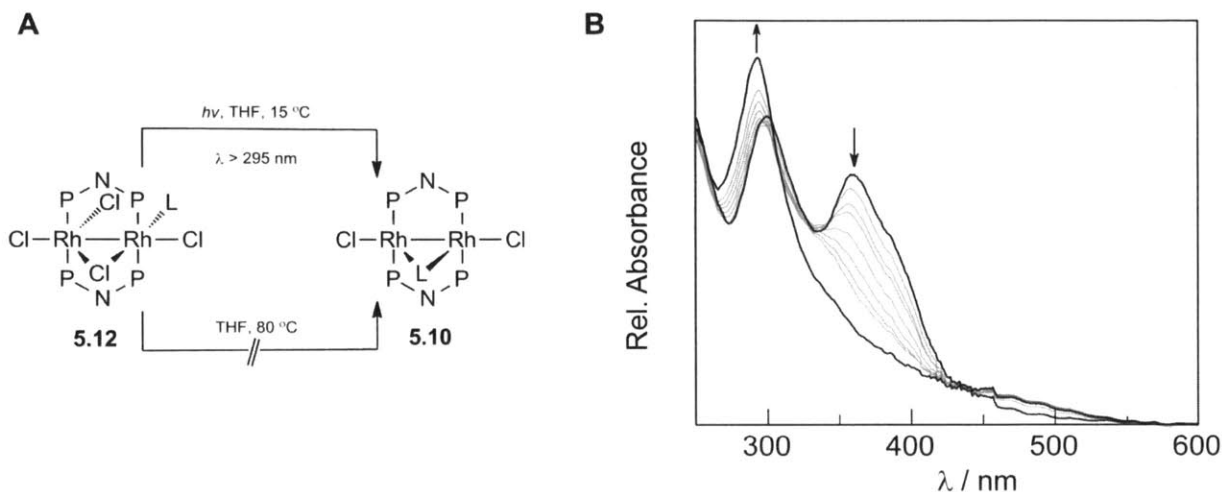 A
B
hv, THF, 15 °C
λ > 295 nm
N
P P
Cl L
Cl Rh Rh Cl
Cl
P P
N
5.12
N
P P
Cl Rh Rh Cl
L
P P
N
5.10
THF, 80 °C
Rel. Absorbance
300 400 500 600
λ / nm